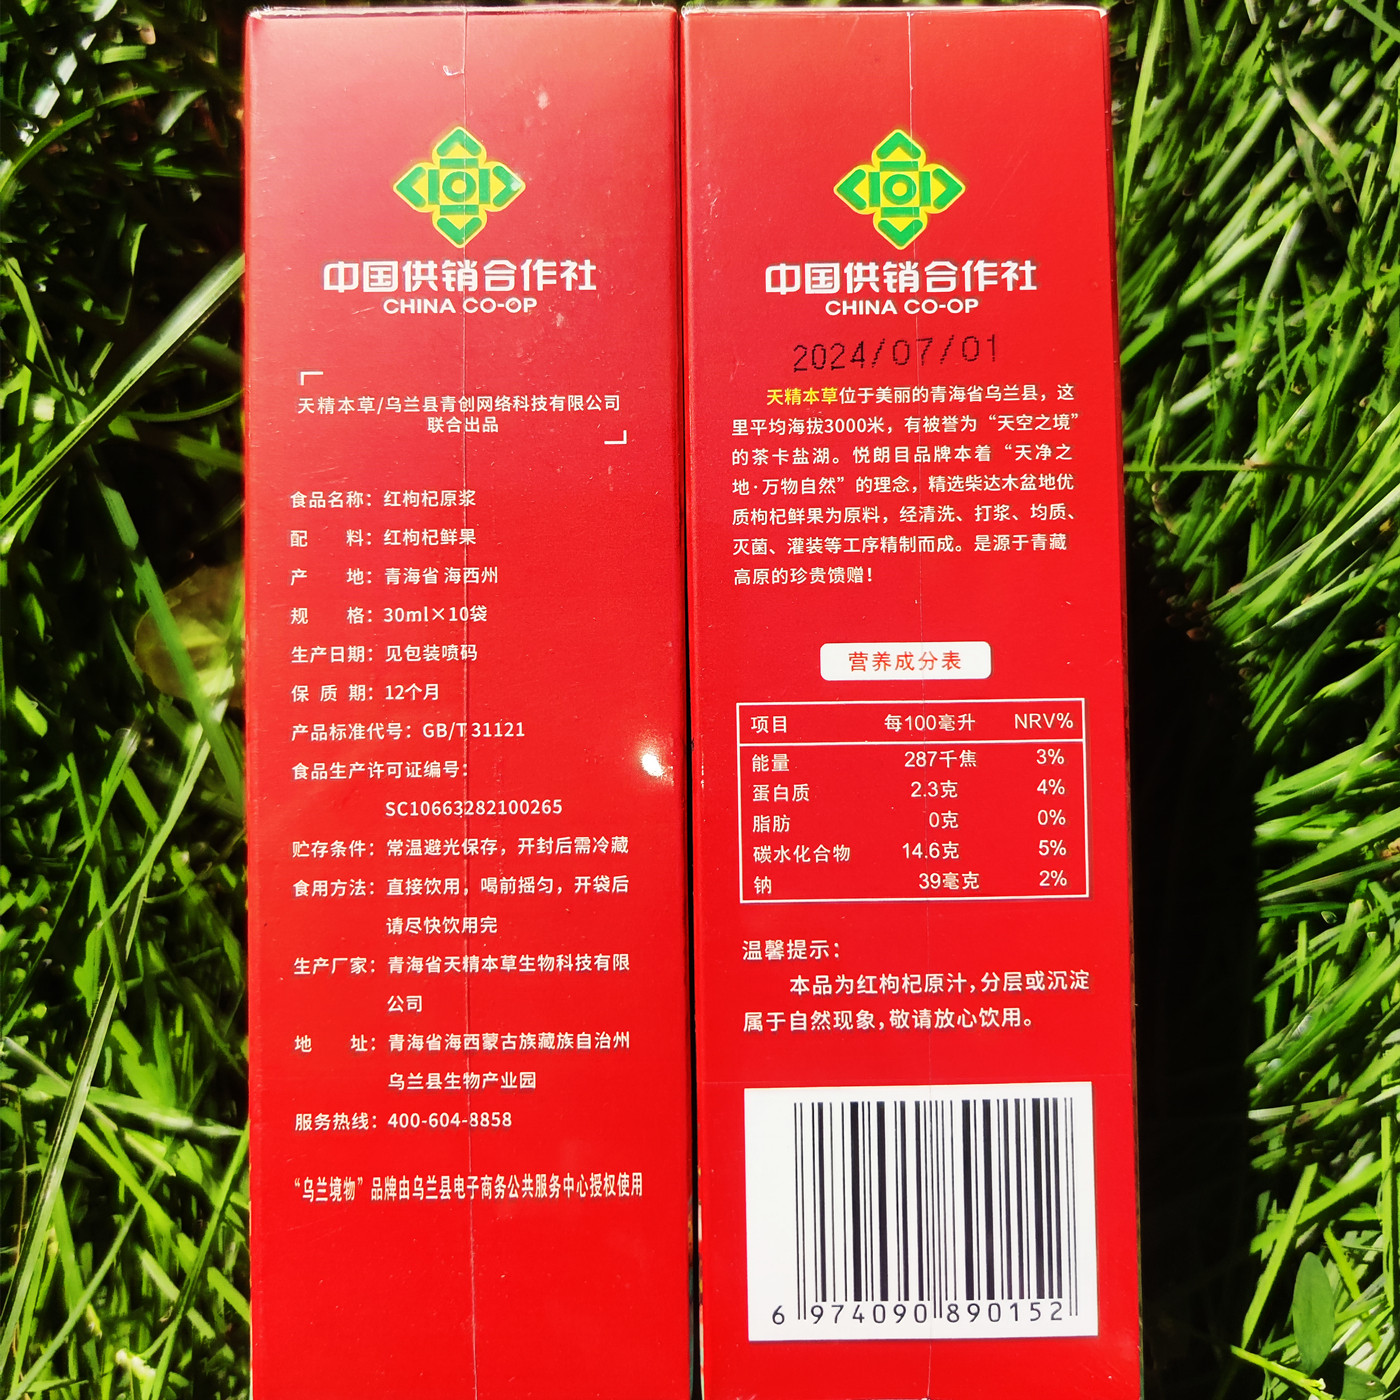 中国供销合作社
CHINA CO-OP
天精本草/乌兰县青创网络科技有限公司
联合出品
食品名称：红枸杞原浆
配 料：红枸杞鲜果
产 地：青海省 海西州
规 格：30ml×10袋
生产日期：见包装喷码
保 质 期：12个月
产品标准代号：GB/T 31121
食品生产许可证编号：
SC10663282100265
贮存条件：常温避光保存，开封后需冷藏
食用方法：直接饮用，喝前摇匀，开袋后
请尽快饮用完
生产厂家：青海省天精本草生物科技有限
公司
地 址：青海省海西蒙古族藏族自治州
乌兰县生物产业园
服务热线：400-604-8858
“乌兰境物”品牌由乌兰县电子商务公共服务中心授权使用
中国供销合作社
CHINA CO-OP
2024/07/01
天精本草位于美丽的青海省乌兰县，这
里平均海拔3000米，有被誉为“天空之境”
的茶卡盐湖。悦朗目品牌本着“天净之
地·万物自然”的理念，精选柴达木盆地优
质枸杞鲜果为原料，经清洗、打浆、均质、
灭菌、灌装等工序精制而成。是源于青藏
高原的珍贵馈赠！
营养成分表
项目 每100毫升 NRV%
能量 287千焦 3%
蛋白质 2.3克 4%
脂肪 0克 0%
碳水化合物 14.6克 5%
钠 39毫克 2%
温馨提示：
本品为红枸杞原汁，分层或沉淀
属于自然现象，敬请放心饮用。
6 974090 890152